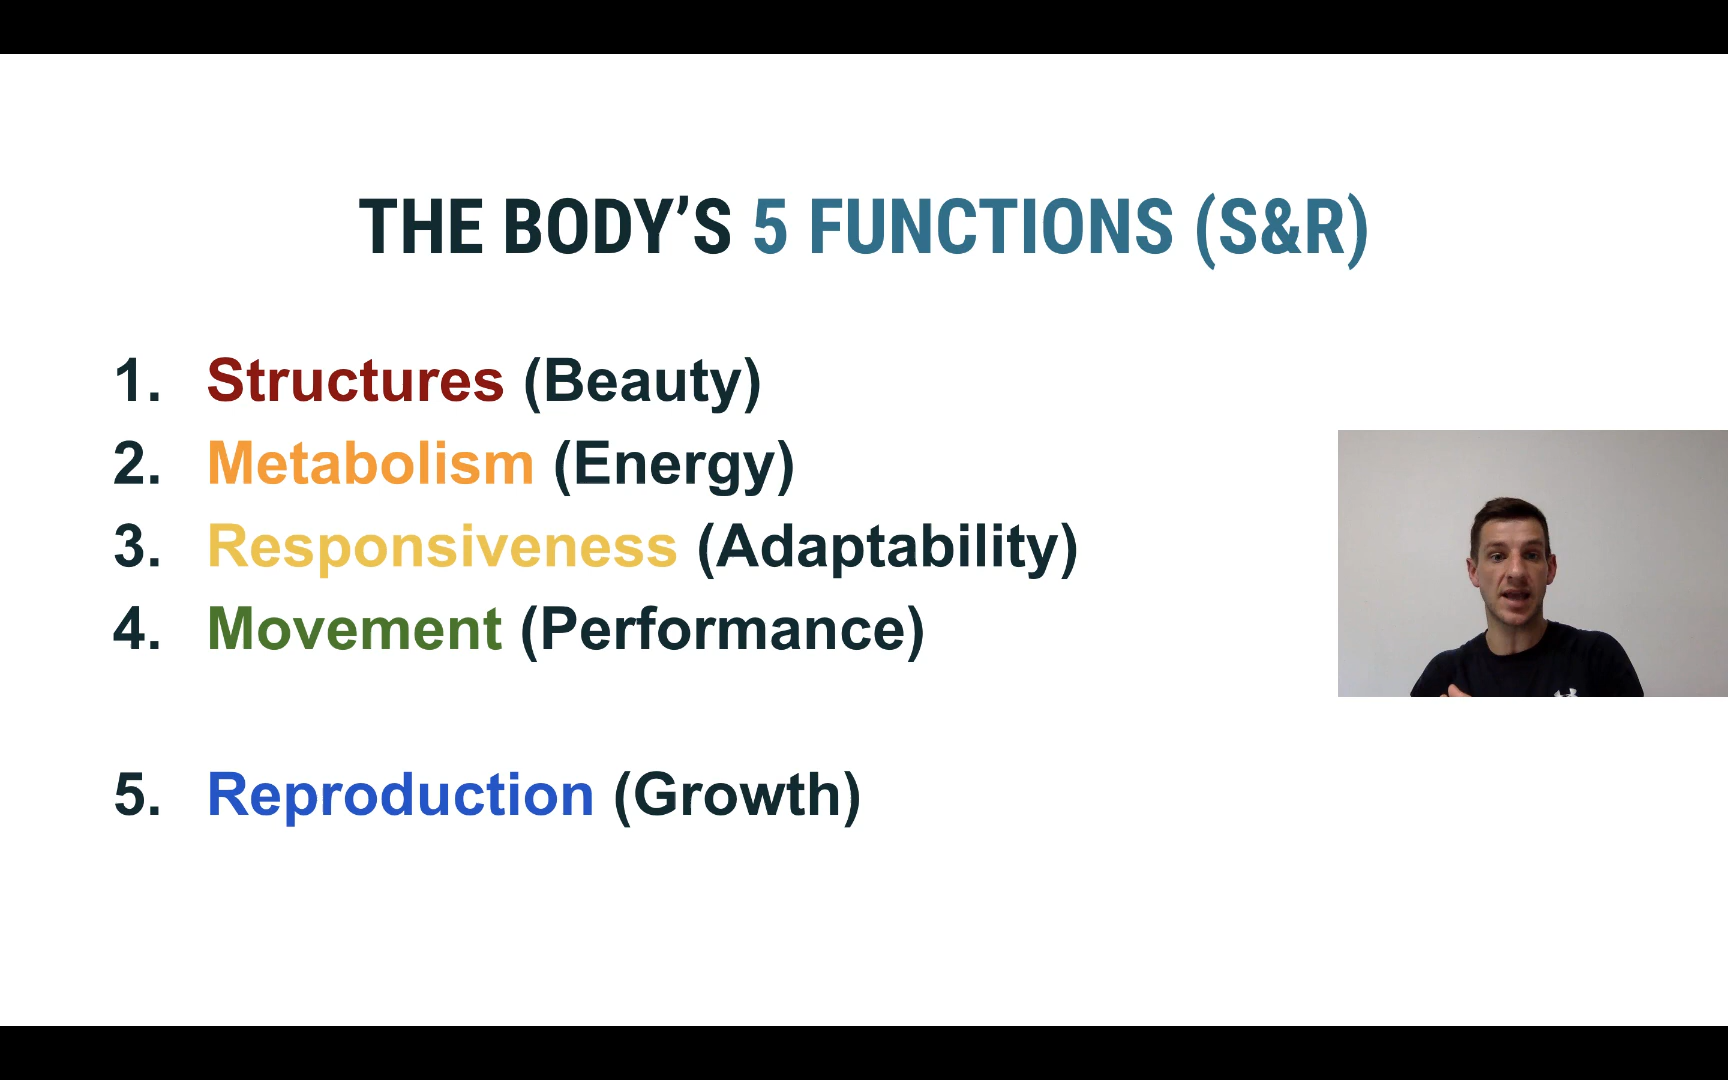 THE BODY’S 5 FUNCTIONS (S&R)
1. Structures (Beauty)
2. Metabolism (Energy)
3. Responsiveness (Adaptability)
4. Movement (Performance)
5. Reproduction (Growth)